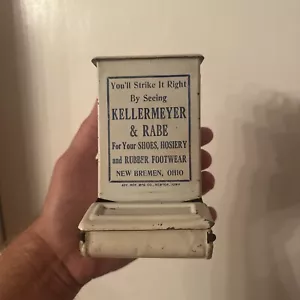 You'll Strike It Right
By Seeing
KELLERMEYER
& RABE
For Your SHOES, HOSIERY
and RUBBER FOOTWEAR
NEW BREMEN, OHIO